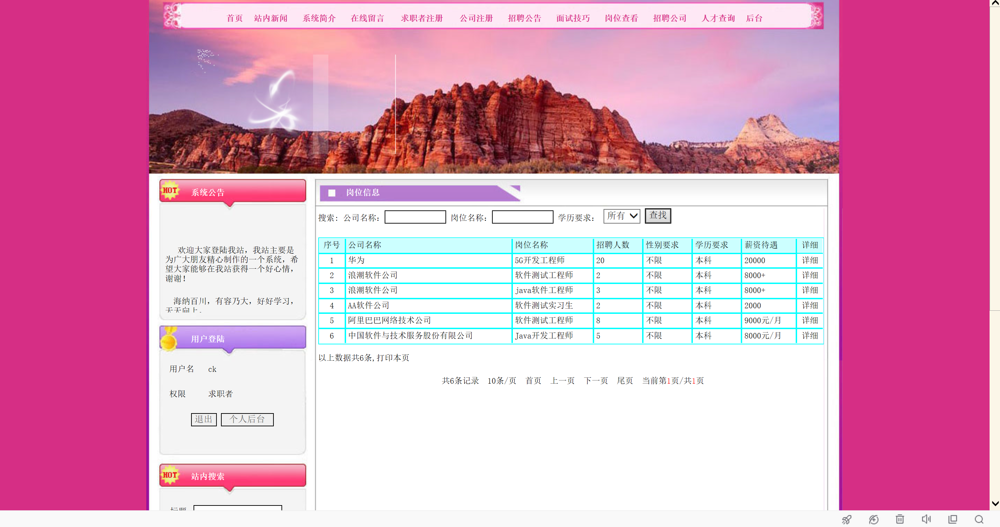 首页 站内新闻 系统简介 在线留言 求职者注册 公司注册 招聘公告 面试技巧 岗位查看 招聘公司 人才查询 后台
HOT 系统公告
欢迎大家登陆我站，我站主要是
为广大朋友精心制作的一个系统，希
望大家能够在我站获得一个好心情，
谢谢！
海纳百川，有容乃大，好好学习，
天天向上。
用户登陆
用户名 ck
权限 求职者
退出 个人后台
HOT 站内搜索
标题
岗位信息
搜索：公司名称： 岗位名称： 学历要求： 所有 查找
序号 公司名称 岗位名称 招聘人数 性别要求 学历要求 薪资待遇 详细
1 华为 5G开发工程师 20 不限 本科 20000 详细
2 浪潮软件公司 软件测试工程师 2 不限 本科 8000+ 详细
3 浪潮软件公司 java软件工程师 3 不限 本科 8000+ 详细
4 AA软件公司 软件测试实习生 2 不限 本科 2000 详细
5 阿里巴巴网络技术公司 软件测试工程师 8 不限 本科 9000元/月 详细
6 中国软件与技术服务股份有限公司 Java开发工程师 5 不限 本科 8000元/月 详细
以上数据共6条,打印本页
共6条记录 10条/页 首页 上一页 下一页 尾页 当前第1页/共1页